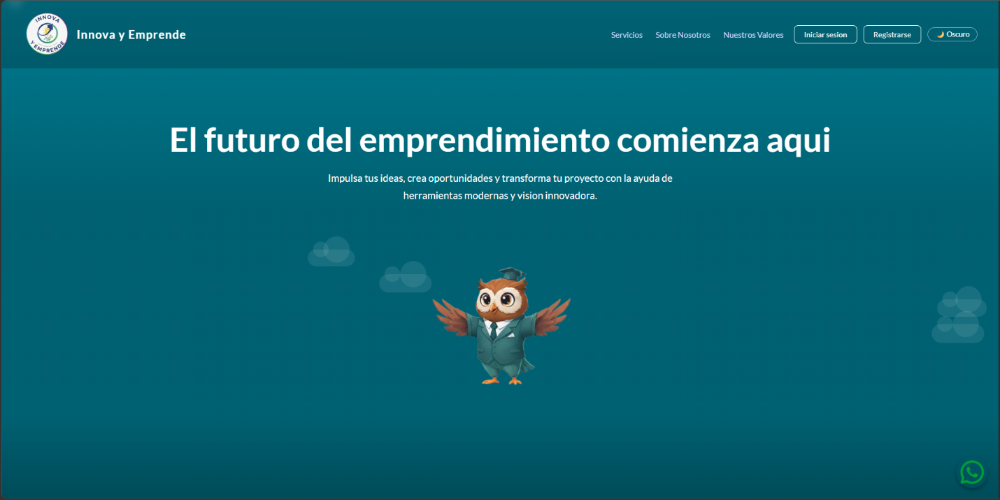 INNOVA
Y EMPRENDE
Innova y Emprende
Servicios
Sobre Nosotros
Nuestros Valores
Iniciar sesion
Registrarse
Oscuro
El futuro del emprendimiento comienza aqui
Impulsa tus ideas, crea oportunidades y transforma tu proyecto con la ayuda de
herramientas modernas y vision innovadora.